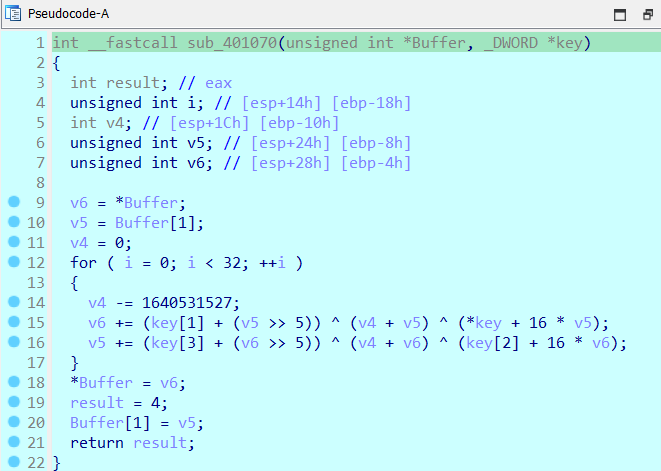 Pseudocode-A
1 int __fastcall sub_401070(unsigned int *Buffer, _DWORD *key)
2 {
3   int result; // eax
4   unsigned int i; // [esp+14h] [ebp-18h]
5   int v4; // [esp+1Ch] [ebp-10h]
6   unsigned int v5; // [esp+24h] [ebp-8h]
7   unsigned int v6; // [esp+28h] [ebp-4h]
8
9   v6 = *Buffer;
10   v5 = Buffer[1];
11   v4 = 0;
12   for ( i = 0; i < 32; ++i )
13   {
14     v4 -= 1640531527;
15     v6 += (key[1] + (v5 >> 5)) ^ (v4 + v5) ^ (*key + 16 * v5);
16     v5 += (key[3] + (v6 >> 5)) ^ (v4 + v6) ^ (key[2] + 16 * v6);
17   }
18   *Buffer = v6;
19   result = 4;
20   Buffer[1] = v5;
21   return result;
22 }